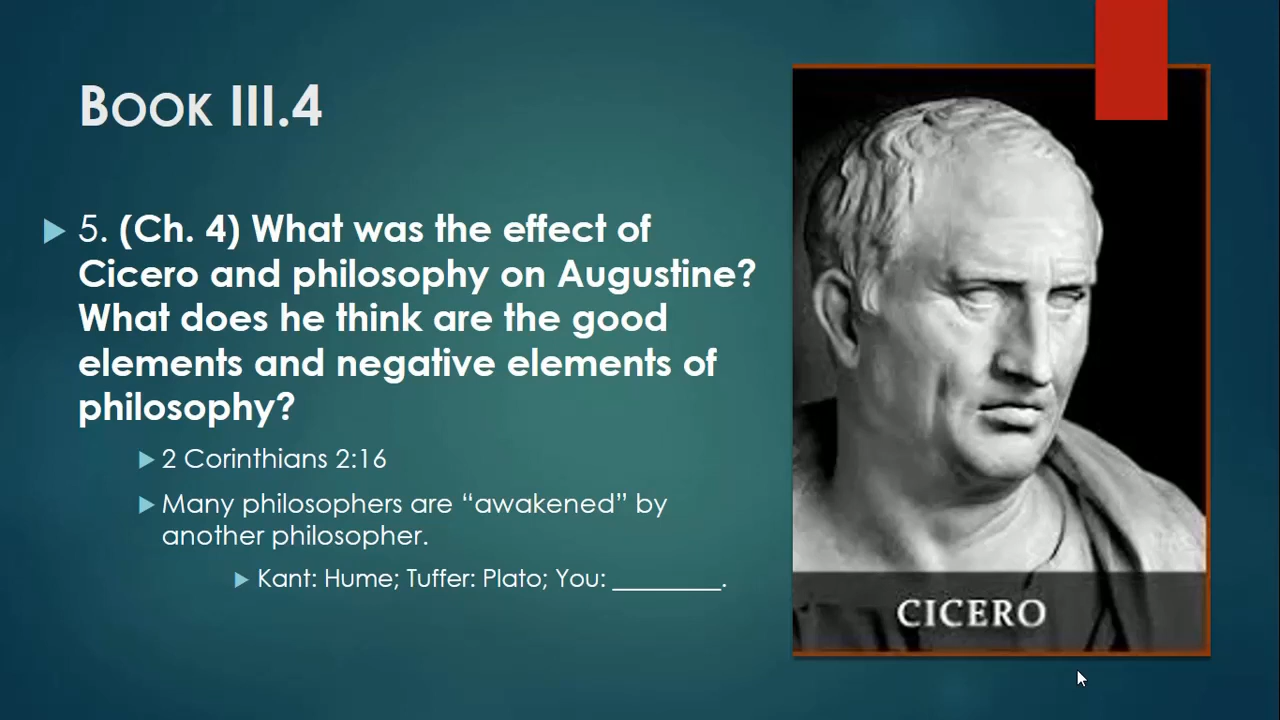 BOOK III.4
5. (Ch. 4) What was the effect of
Cicero and philosophy on Augustine?
What does he think are the good
elements and negative elements of
philosophy?
2 Corinthians 2:16
Many philosophers are “awakened” by
another philosopher.
Kant: Hume; Tuffer: Plato; You: _________.
CICERO